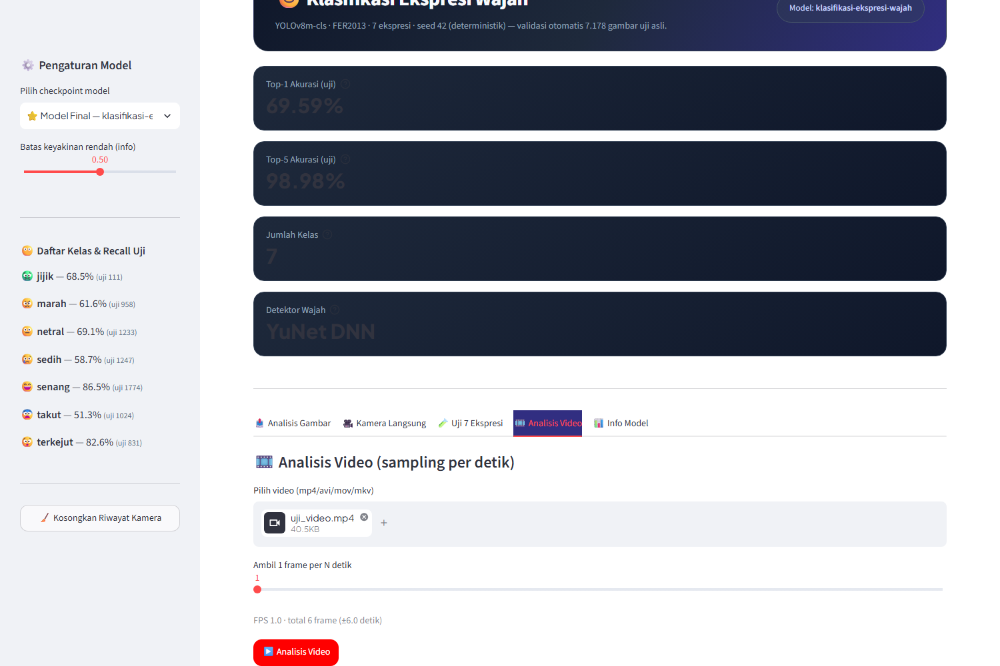 Pengaturan Model
Pilih checkpoint model
Model Final — klasifikasi-e
Batas keyakinan rendah (info)
0.50
Daftar Kelas & Recall Uji
jijik — 68.5% (uji 111)
marah — 61.6% (uji 958)
netral — 69.1% (uji 1233)
sedih — 58.7% (uji 1247)
senang — 86.5% (uji 1774)
takut — 51.3% (uji 1024)
terkejut — 82.6% (uji 831)
Kosongkan Riwayat Kamera
Klasifikasi Ekspresi Wajah
Model: klasifikasi-ekspresi-wajah
YOLOv8m-cls · FER2013 · 7 ekspresi · seed 42 (deterministik) — validasi otomatis 7.178 gambar uji asli.
Top-1 Akurasi (uji)
69.59%
Top-5 Akurasi (uji)
98.98%
Jumlah Kelas
7
Detektor Wajah
YuNet DNN
Analisis Gambar
Kamera Langsung
Uji 7 Ekspresi
Analisis Video
Info Model
Analisis Video (sampling per detik)
Pilih video (mp4/avi/mov/mkv)
uji_video.mp4
40.5KB
Ambil 1 frame per N detik
1
FPS 1.0 · total 6 frame (±6.0 detik)
Analisis Video